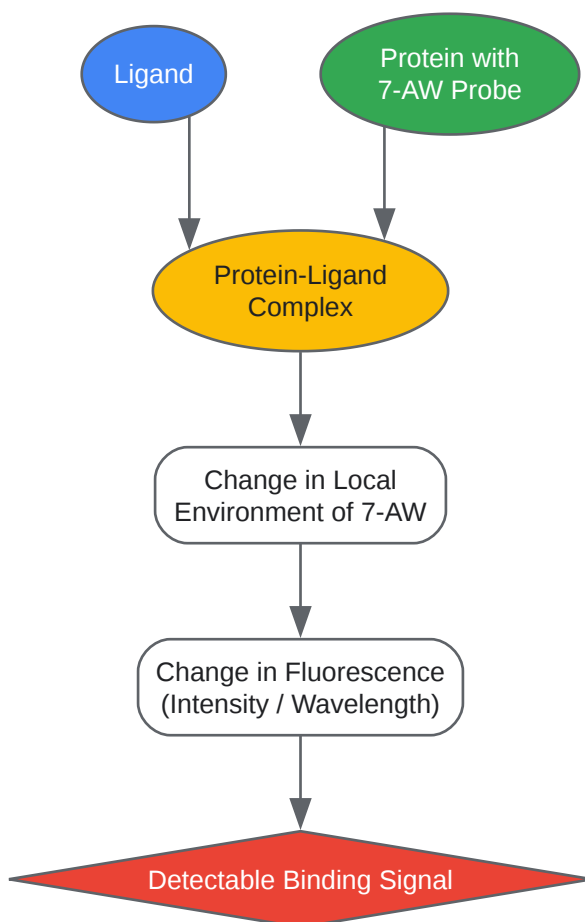 Ligand
Protein with
7-AW Probe
Protein-Ligand
Complex
Change in Local
Environment of 7-AW
Change in Fluorescence
(Intensity / Wavelength)
Detectable Binding Signal